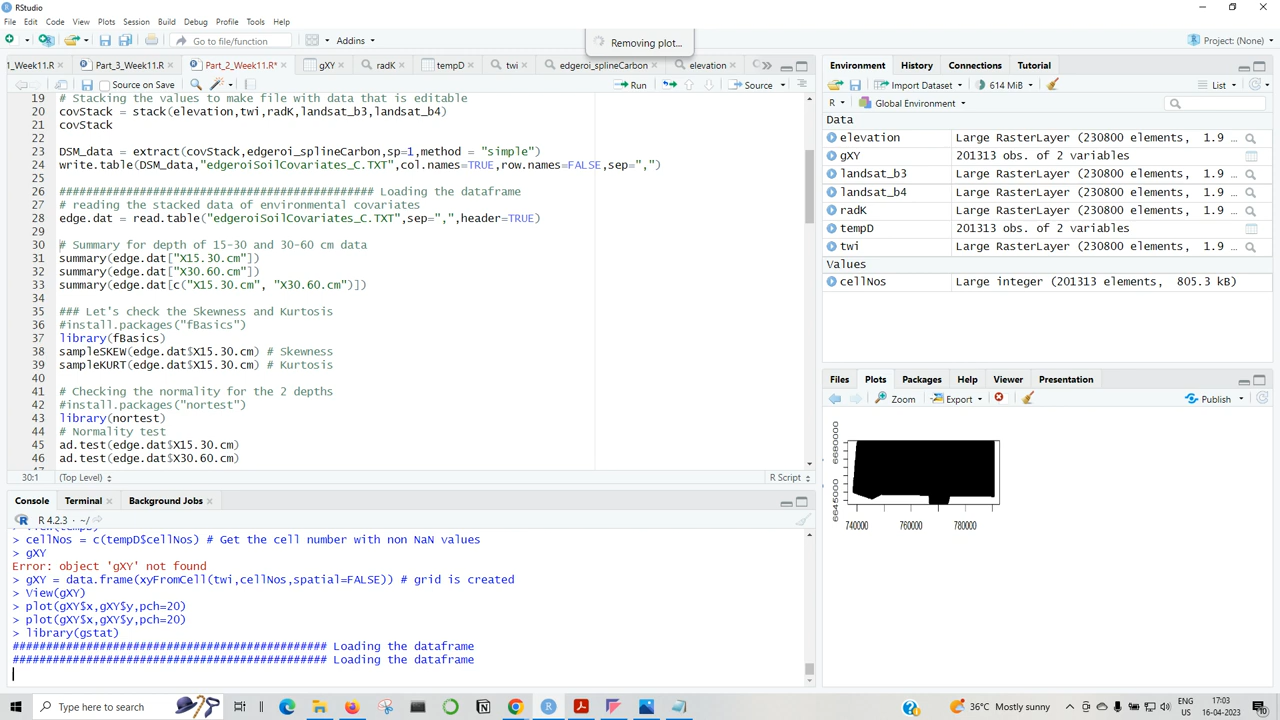 RStudio
File Edit Code View Plots Session Build Debug Profile Tools Help
Go to file/function Addins
Removing plot...
Project: (None)
1_Week11.R Part_3_Week11.R Part_2_Week11.R* gXY radK tempD twi edgeroi_splineCarbon elevation
Source on Save Run Source
19 # Stacking the values to make file with data that is editable
20 covStack = stack(elevation,twi,radK,landsat_b3,landsat_b4)
21 covStack
22
23 DSM_data = extract(covStack,edgeroi_splineCarbon,sp=1,method = "simple")
24 write.table(DSM_data,"edgeroiSoilCovariates_C.TXT",col.names=TRUE,row.names=FALSE,sep=",")
25
26 ############################################## Loading the dataframe
27 # reading the stacked data of environmental covariates
28 edge.dat = read.table("edgeroiSoilCovariates_C.TXT",sep=",",header=TRUE)
29
30 # Summary for depth of 15-30 and 30-60 cm data
31 summary(edge.dat["X15.30.cm"])
32 summary(edge.dat["X30.60.cm"])
33 summary(edge.dat[c("X15.30.cm", "X30.60.cm")])
34
35 ### Let's check the Skewness and Kurtosis
36 #install.packages("fBasics")
37 library(fBasics)
38 sampleSKEW(edge.dat$X15.30.cm) # Skewness
39 sampleKURT(edge.dat$X15.30.cm) # Kurtosis
40
41 # Checking the normality for the 2 depths
42 #install.packages("nortest")
43 library(nortest)
44 # Normality test
45 ad.test(edge.dat$X15.30.cm)
46 ad.test(edge.dat$X30.60.cm)
30:1 (Top Level) R Script
Console Terminal Background Jobs
R 4.2.3 · ~/
> cellNos = c(tempD$cellNos) # Get the cell number with non NaN values
> gXY
Error: object 'gXY' not found
> gXY = data.frame(xyFromCell(twi,cellNos,spatial=FALSE)) # grid is created
> View(gXY)
> plot(gXY$x,gXY$y,pch=20)
> plot(gXY$x,gXY$y,pch=20)
> library(gstat)
############################################## Loading the dataframe
############################################## Loading the dataframe
Environment History Connections Tutorial
Import Dataset 614 MiB List
R Global Environment
Data
elevation Large RasterLayer (230800 elements, 1.9 …
gXY 201313 obs. of 2 variables
landsat_b3 Large RasterLayer (230800 elements, 1.9 …
landsat_b4 Large RasterLayer (230800 elements, 1.9 …
radK Large RasterLayer (230800 elements, 1.9 …
tempD 201313 obs. of 2 variables
twi Large RasterLayer (230800 elements, 1.9 …
Values
cellNos Large integer (201313 elements, 805.3 kB)
Files Plots Packages Help Viewer Presentation
Zoom Export Publish
6680000
6645000
740000 760000 780000
Type here to search
36°C Mostly sunny
ENG
US
17:03
16-04-2023
10